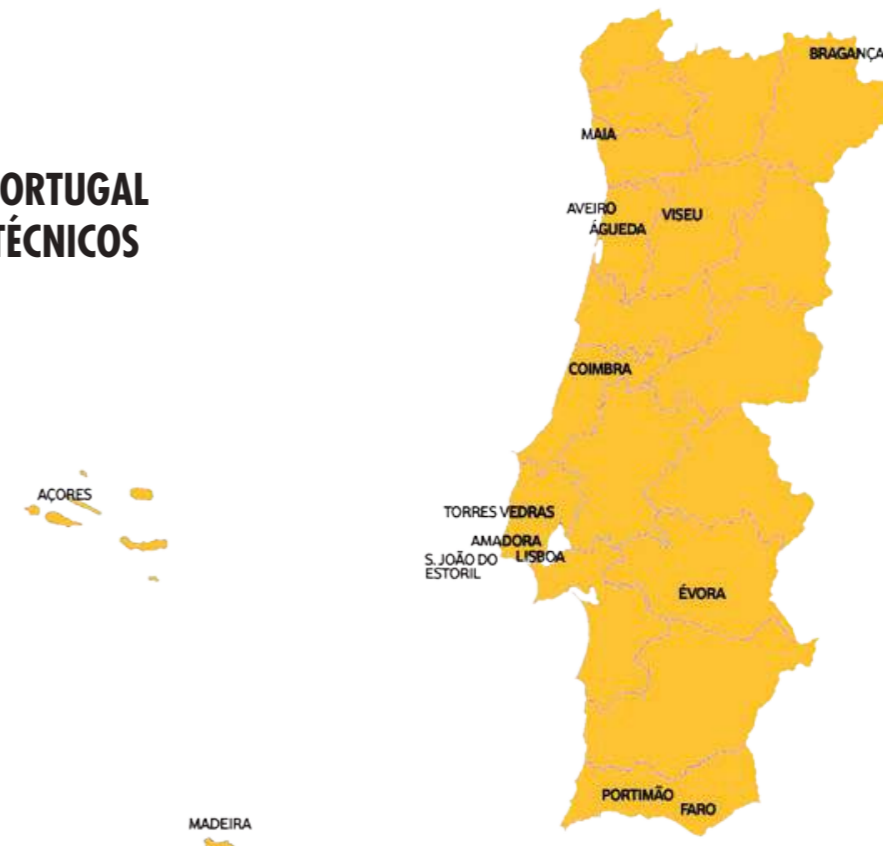 ORTUGAL
TÉCNICOS
BRAGANÇA
MAIA
AVEIRO
ÁGUEDA
VISEU
COIMBRA
AÇORES
TORRES VEDRAS
AMADORA
LISBOA
S. JOÃO DO
ESTORIL
ÉVORA
PORTIMÃO
FARO
MADEIRA